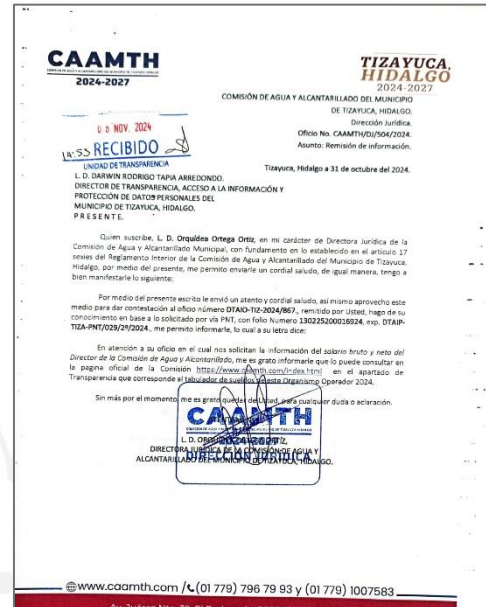 CAAMTH
2024-2027
TIZAYUCA,
HIDALGO
2024-2027
COMISIÓN DE AGUA Y ALCANTARILLADO DEL MUNICIPIO
DE TIZAYUCA, HIDALGO.
Dirección Jurídica.
Oficio No. CAAMTH/DJ/504/2024.
Asunto: Remisión de información.
NOV. 2024
14:53 RECIBIDO
UNIDAD DE TRANSPARENCIA
Tizayuca, Hidalgo a 31 de octubre del 2024.
L. D. DARWIN RODRIGO TAPIA ARREDONDO.
DIRECTOR DE TRANSPARENCIA, ACCESO A LA INFORMACIÓN Y
PROTECCIÓN DE DATOS PERSONALES DEL
MUNICIPIO DE TIZAYUCA, HIDALGO.
P R E S E N T E.
Quien suscribe, L. D. Orquídea Ortega Ortiz, en mi carácter de Directora Jurídica de la
Comisión de Agua y Alcantarillado Municipal, con fundamento en lo establecido en el artículo 17
sexies del Reglamento Interior de la Comisión de Agua y Alcantarillado del Municipio de Tizayuca,
Hidalgo, por medio del presente, me permito enviarle un cordial saludo, de igual manera, tengo a
bien manifestarle lo siguiente:
Por medio del presente escrito le envió un atento y cordial saludo, así mismo aprovecho este
medio para dar contestación al oficio número DTAIO-TIZ-2024/867., remitido por Usted, hago de su
conocimiento en base a lo solicitado por vía PNT, con folio Numero 130225200016924, exp. DTAIP-
TIZA-PNT/029/2º/2024., me permito informarle, lo cual a su letra dice:
En atención a su oficio en el cual nos solicitan la información del salario bruto y neto del
Director de la Comisión de Agua y Alcantarillado, me es grato informarle que lo puede consultar en
la pagina oficial de la Comisión https://www.caamth.com/index.html en el apartado de
Transparencia que corresponde al tabulador de sueldos de este Organismo Operador 2024.
Sin más por el momento, me es grato quedar de Usted, para cualquier duda o aclaración.
CAAMTH
L. D. ORQUÍDEA ORTEGA ORTIZ,
DIRECTORA JURÍDICA DE LA COMISIÓN DE AGUA Y
ALCANTARILLADO DEL MUNICIPIO DE TIZAYUCA, HIDALGO.
DIRECCIÓN JURÍDICA
www.caamth.com / (01 779) 796 79 93 y (01 779) 1007583